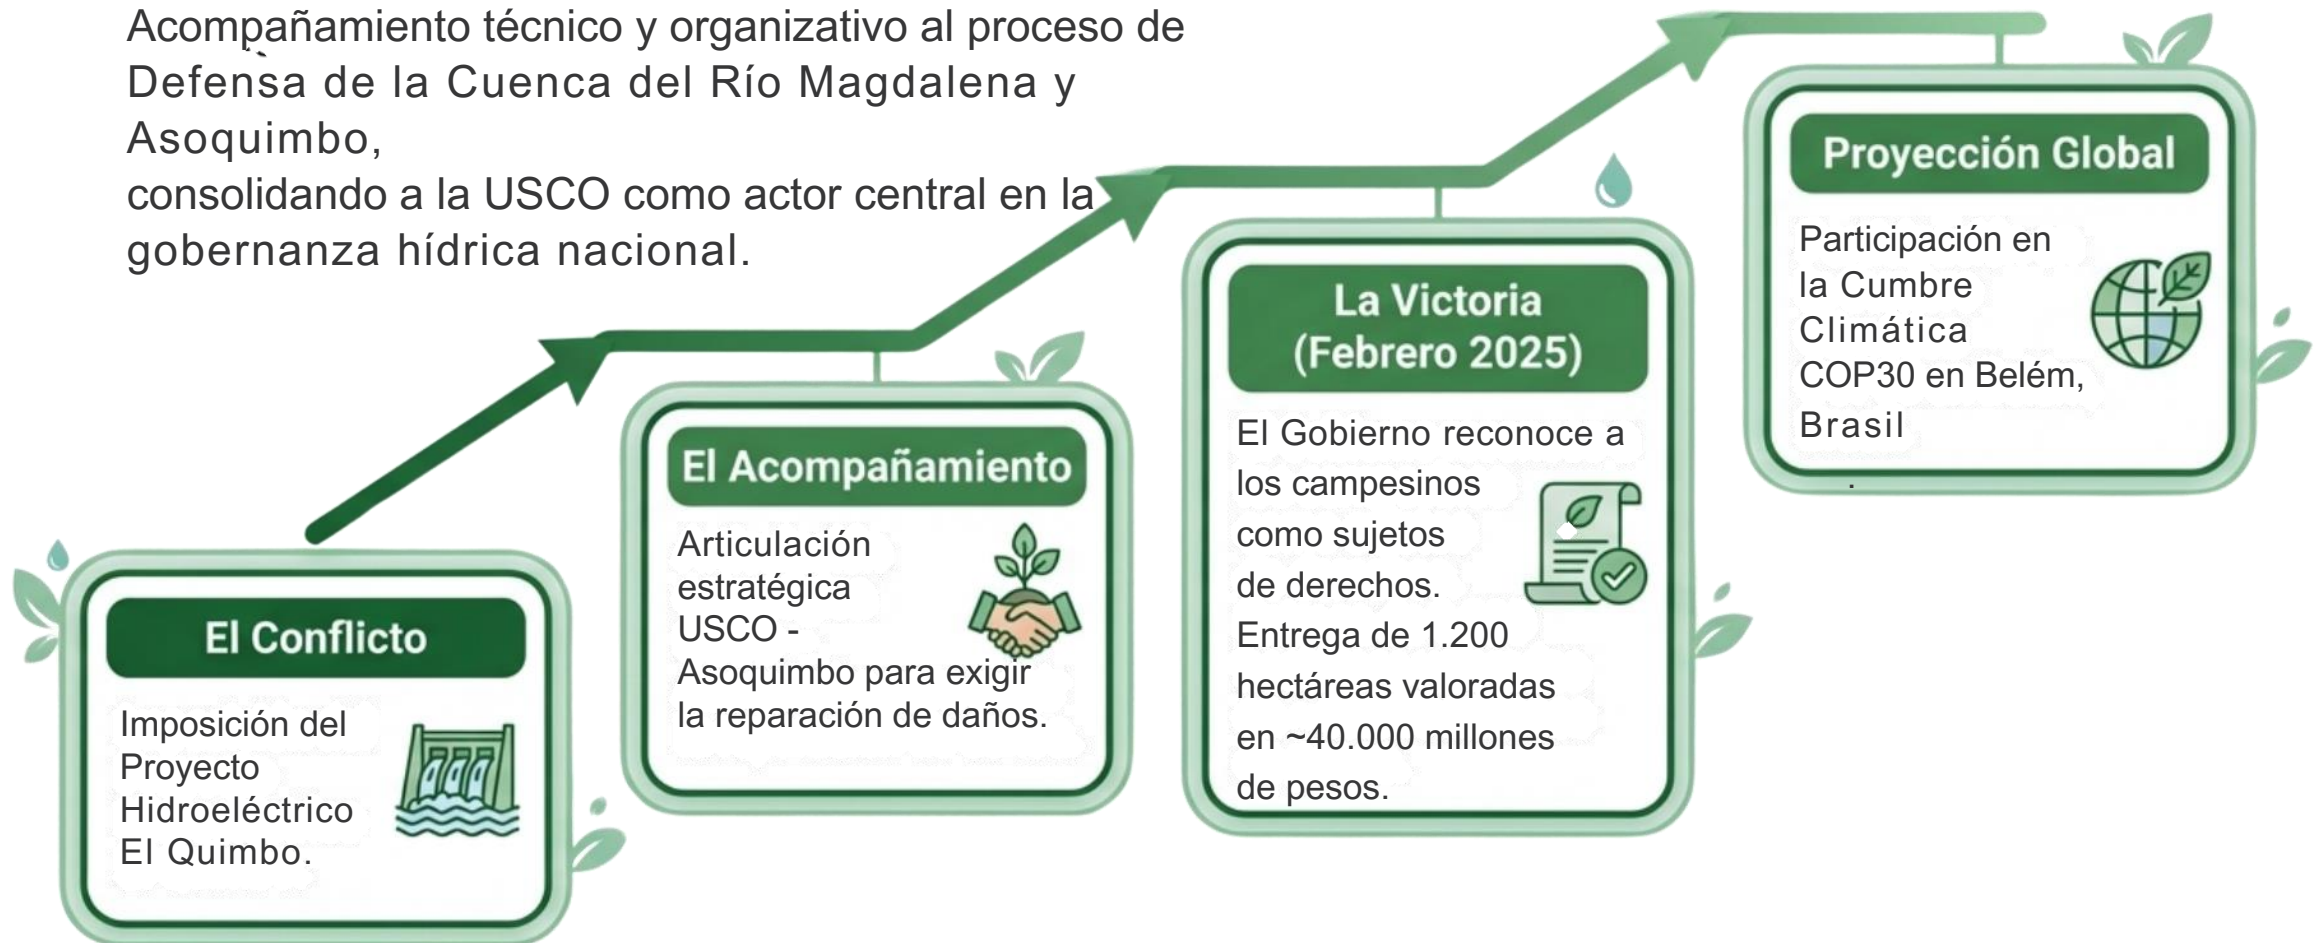 Acompañamiento técnico y organizativo al proceso de
Defensa de la Cuenca del Río Magdalena y
Asoquimbo,
consolidando a la USCO como actor central en la
gobernanza hídrica nacional.
El Conflicto
Imposición del
Proyecto
Hidroeléctrico
El Quimbo.
El Acompañamiento
Articulación
estratégica
USCO -
Asoquimbo para exigir
la reparación de daños.
La Victoria
(Febrero 2025)
El Gobierno reconoce a
los campesinos
como sujetos
de derechos.
Entrega de 1.200
hectáreas valoradas
en ~40.000 millones
de pesos.
Proyección Global
Participación en
la Cumbre
Climática
COP30 en Belém,
Brasil
.